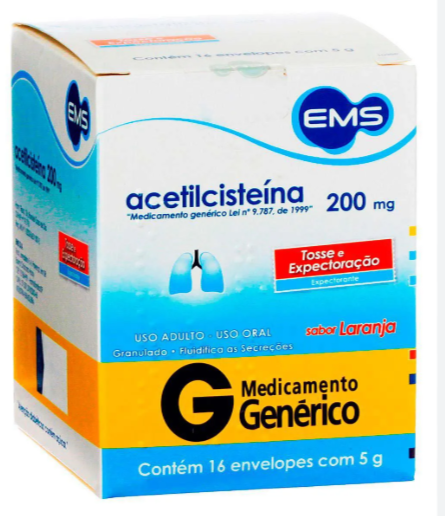 Contém 16 envelopes com 5 g
EMS
acetilcisteína 200 mg
"Medicamento genérico Lei nº 9.787, de 1999"
Tosse e
Expectoração
Expectorante
USO ADULTO · USO ORAL
sabor Laranja
Granulado • Fluidifica as Secreções
G Medicamento
Genérico
Contém 16 envelopes com 5 g
EMS
acetilcisteína 200 mg
Tosse e
Expectoração